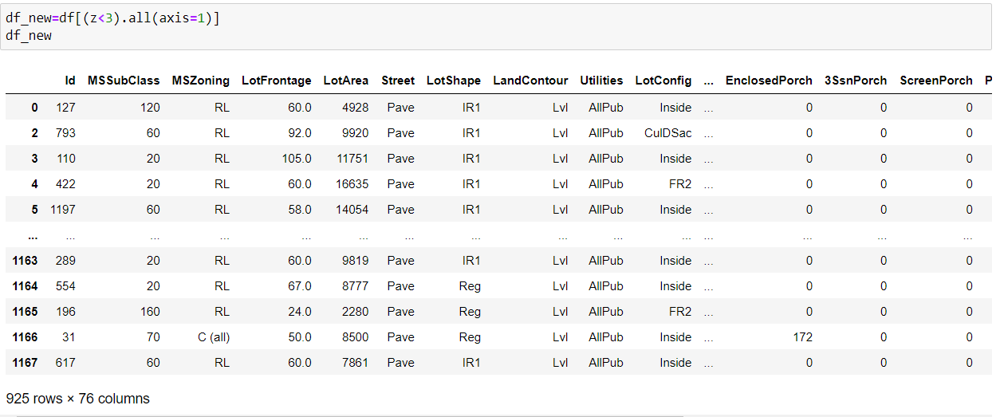 df_new=df[(z<3).all(axis=1)]
df_new
Id MSSubClass MSZoning LotFrontage LotArea Street LotShape LandContour Utilities LotConfig ... EnclosedPorch 3SsnPorch ScreenPorch P
0 127 120 RL 60.0 4928 Pave IR1 Lvl AllPub Inside ... 0 0 0
2 793 60 RL 92.0 9920 Pave IR1 Lvl AllPub CulDSac ... 0 0 0
3 110 20 RL 105.0 11751 Pave IR1 Lvl AllPub Inside ... 0 0 0
4 422 20 RL 60.0 16635 Pave IR1 Lvl AllPub FR2 ... 0 0 0
5 1197 60 RL 58.0 14054 Pave IR1 Lvl AllPub Inside ... 0 0 0
... ... ... ... ... ... ... ... ... ... ... ... ... ... ...
1163 289 20 RL 60.0 9819 Pave IR1 Lvl AllPub Inside ... 0 0 0
1164 554 20 RL 67.0 8777 Pave Reg Lvl AllPub Inside ... 0 0 0
1165 196 160 RL 24.0 2280 Pave Reg Lvl AllPub FR2 ... 0 0 0
1166 31 70 C (all) 50.0 8500 Pave Reg Lvl AllPub Inside ... 172 0 0
1167 617 60 RL 60.0 7861 Pave IR1 Lvl AllPub Inside ... 0 0 0
925 rows × 76 columns